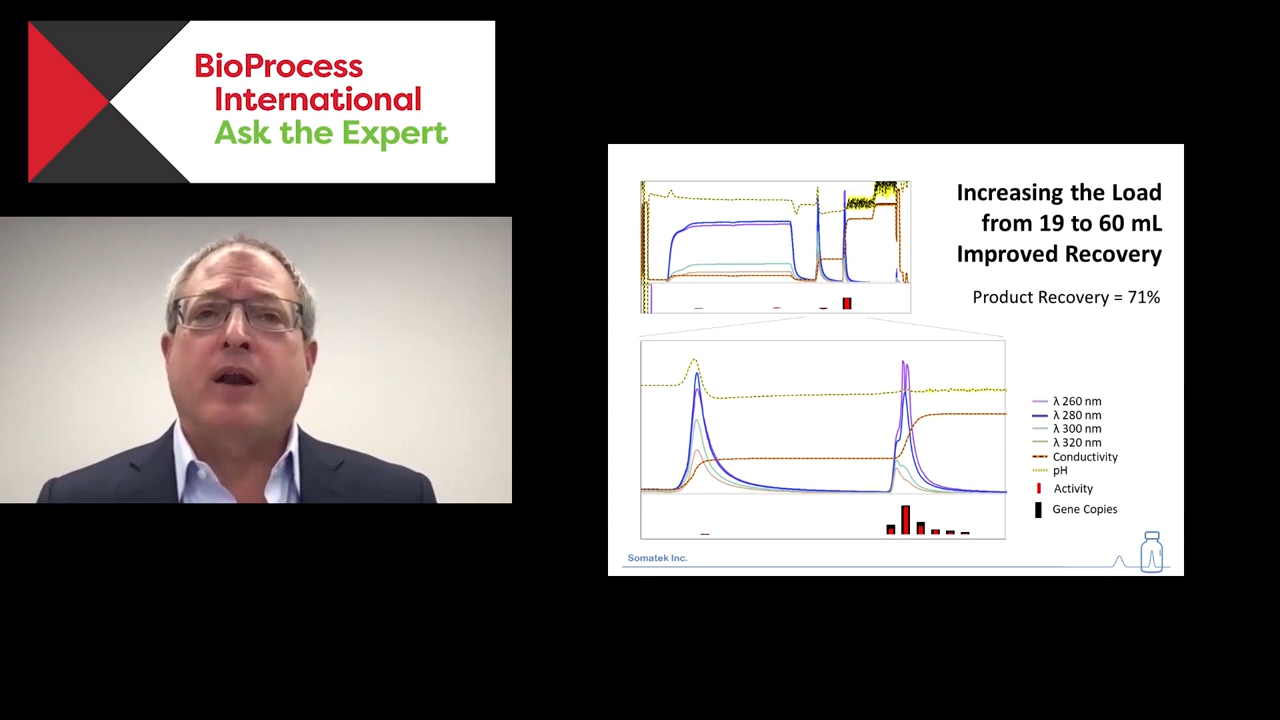 BioProcess
International
Ask the Expert
Increasing the Load
from 19 to 60 mL
Improved Recovery
Product Recovery = 71%
λ 260 nm
λ 280 nm
λ 300 nm
λ 320 nm
Conductivity
pH
Activity
Gene Copies
Somatek Inc.